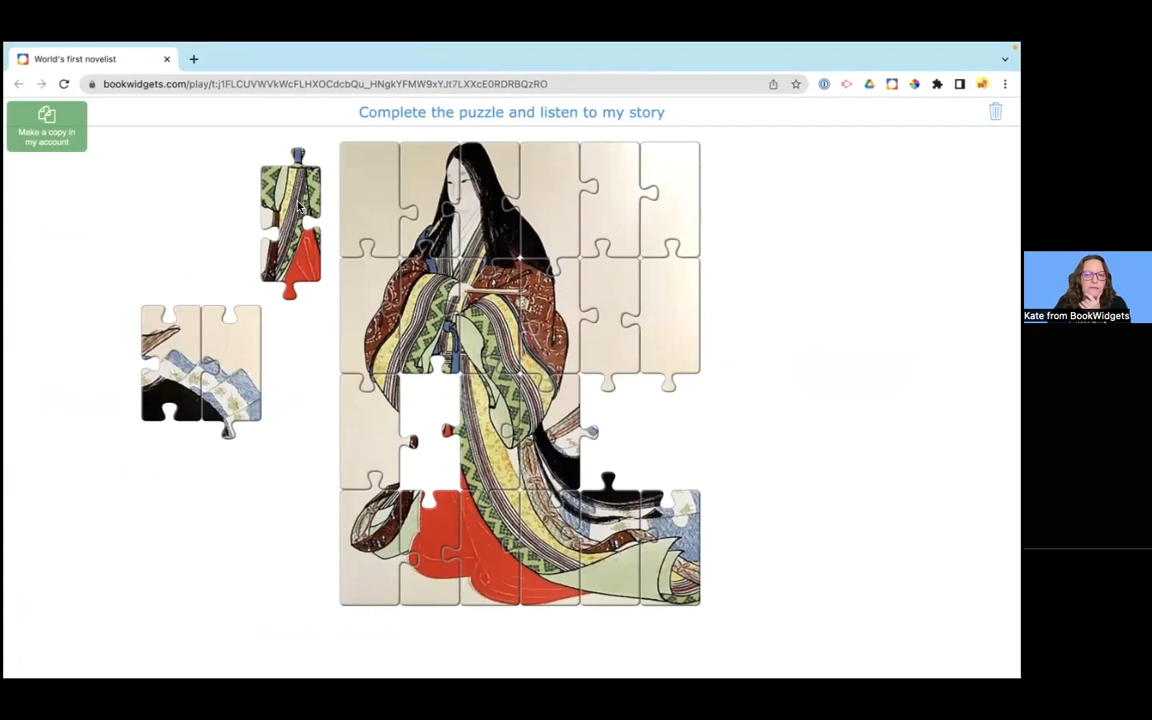 World's first novelist
bookwidgets.com/play/t:j1FLCUVWVkWcFLHXOCdcbQu_HNgkYFMW9xYJt7LXXcE0RDRBQzRO
Complete the puzzle and listen to my story
Make a copy in
my account
Kate from BookWidgets